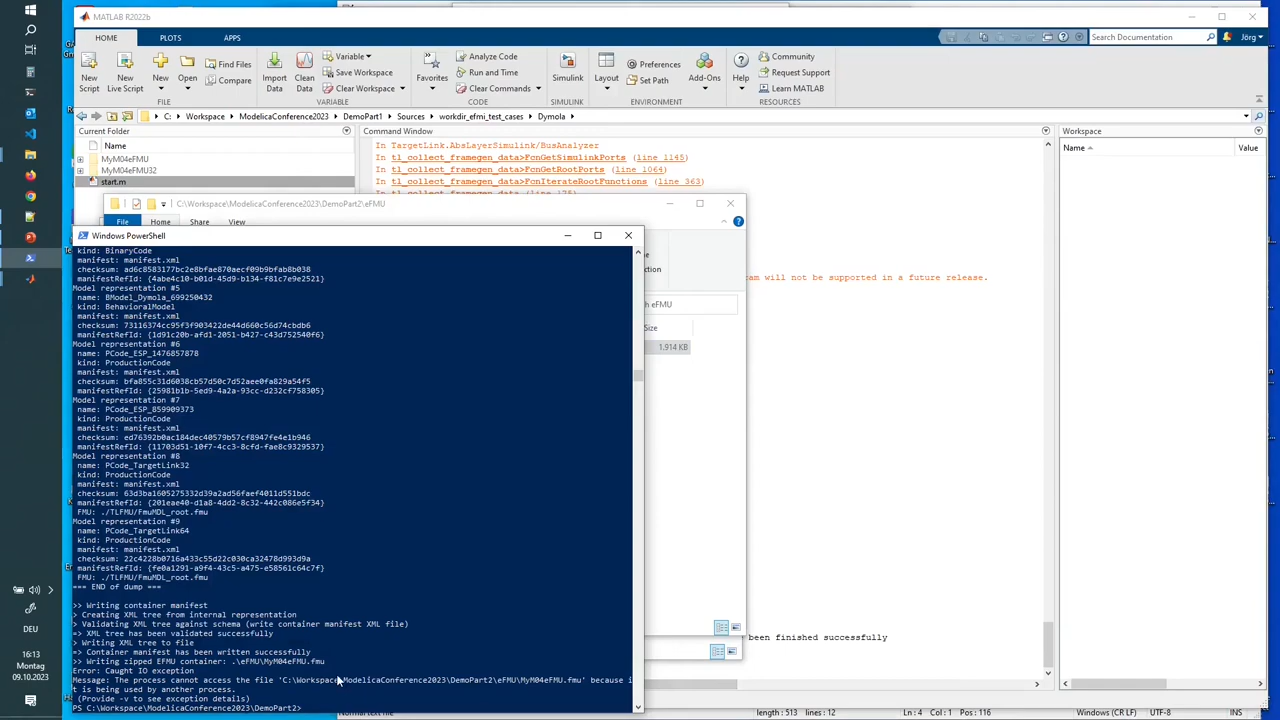 MATLAB R2022b
HOME
PLOTS
APPS
Search Documentation
Jörg
New Script
New Live Script
New
Open
Find Files
Compare
Import Data
Clean Data
Variable
Save Workspace
Clear Workspace
Favorites
Analyze Code
Run and Time
Clear Commands
Simulink
Layout
Preferences
Set Path
Add-Ons
Help
Community
Request Support
Learn MATLAB
FILE
VARIABLE
CODE
SIMULINK
ENVIRONMENT
RESOURCES
C: Workspace ModelicaConference2023 DemoPart1 Sources workdir_efmi_test_cases Dymola
Current Folder
Command Window
Workspace
Name
Name
Value
MyM04eFMU
MyM04eFMU32
start.m
In TargetLink.AbsLayerSimulink/BusAnalyzer
In tl_collect_framegen_data>FcnGetSimulinkPorts (line 1145)
In tl_collect_framegen_data>FcnGetRootPorts (line 1064)
In tl_collect_framegen_data>FcnIterateRootFunctions (line 363)
C:\Workspace\ModelicaConference2023\DemoPart2\eFMU
File
Home
Share
View
am will not be supported in a future release.
h eFMU
Size
1,914 KB
been finished successfully
Windows PowerShell
kind: BinaryCode
manifest: manifest.xml
checksum: ad6c8583177bc2e8bfae870aecf09b9fbab8b038
manifestRefId: {4abe4c10-b01d-45d9-b134-f81c7e9e2521}
Model representation #5
name: BModel_Dymola_699250432
kind: BehavioralModel
manifest: manifest.xml
checksum: 73116374cc95f3f903422de44d660c56d74cbdb6
manifestRefId: {1d91c20b-afd1-2051-b427-c43d752540f6}
Model representation #6
name: PCode_ESP_1476857878
kind: ProductionCode
manifest: manifest.xml
checksum: bfa855c31d6038cb57d50c7d52aee0fa829a54f5
manifestRefId: {25981b1b-5ed9-4a2a-93cc-d232cf758305}
Model representation #7
name: PCode_ESP_859909373
kind: ProductionCode
manifest: manifest.xml
checksum: ed76392b0ac184dec40579b57cf8947fe4e1b946
manifestRefId: {11703d51-10f7-4cc3-8cfd-fae8c9329537}
Model representation #8
name: PCode_TargetLink32
kind: ProductionCode
manifest: manifest.xml
checksum: 63d3ba1605275332d39a2ad56faef4011d551bdc
manifestRefId: {201eae40-d1a8-4dd2-8c32-442c086e5f34}
FMU: ./TLFMU/FmuMDL_root.fmu
Model representation #9
name: PCode_TargetLink64
kind: ProductionCode
manifest: manifest.xml
checksum: 22c4228b0716a433c55d22c030ca32478d993d9a
manifestRefId: {fe0a1291-a9f4-43c5-a475-e58561c64c7f}
FMU: ./TLFMU/FmuMDL_root.fmu
=== END of dump ===
>> Writing container manifest
> Creating XML tree from internal representation
> Validating XML tree against schema (write container manifest XML file)
=> XML tree has been validated successfully
> Writing XML tree to file
=> Container manifest has been written successfully
>> Writing zipped EFMU container: .\eFMU\MyM04eFMU.fmu
Error: Caught IO exception
Message: The process cannot access the file 'C:\Workspace\ModelicaConference2023\DemoPart2\eFMU\MyM04eFMU.fmu' because i
t is being used by another process.
(Provide -v to see exception details)
PS C:\Workspace\ModelicaConference2023\DemoPart2>
DEU
16:13
Montag
09.10.2023
length : 513 lines : 12
Ln : 4 Col : 1 Pos : 116
Windows (CR LF)
UTF-8